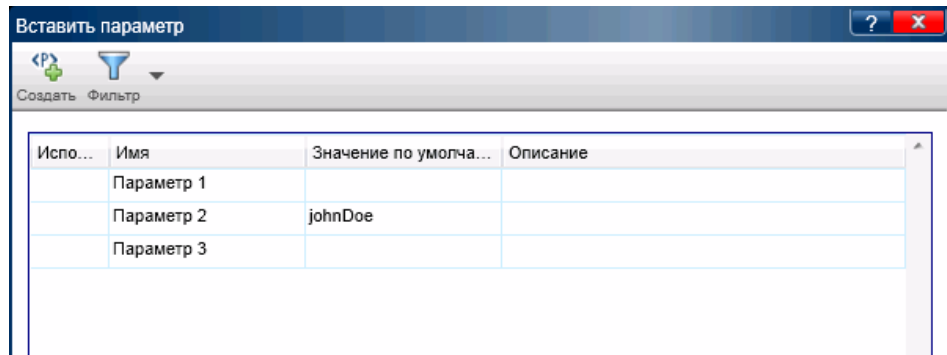 Вставить параметр
<P>
Создать Фильтр
Испо... Имя Значение по умолча... Описание
Параметр 1
Параметр 2 johnDoe
Параметр 3